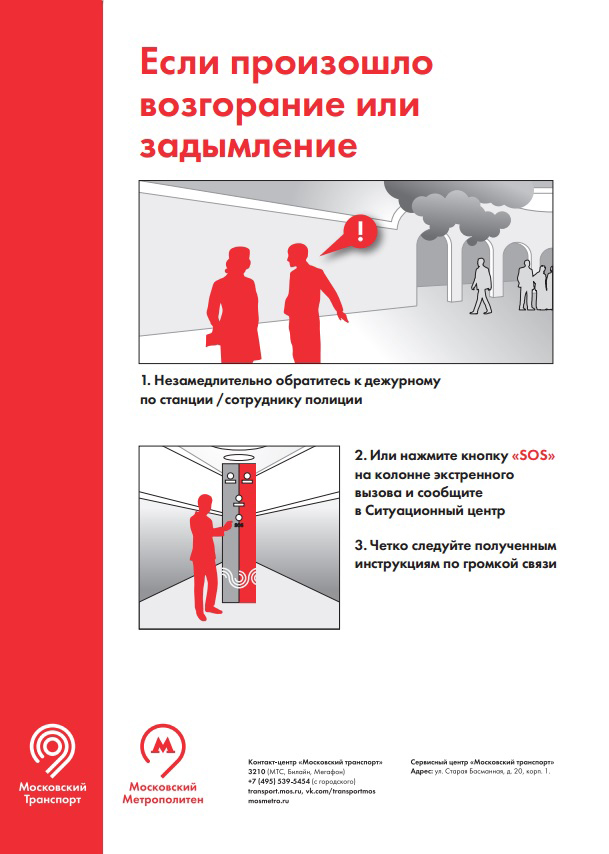 Если произошло
возгорание или
задымление
!
1. Незамедлительно обратитесь к дежурному
по станции / сотруднику полиции
2. Или нажмите кнопку «SOS»
на колонне экстренного
вызова и сообщите
в Ситуационный центр
3. Четко следуйте полученным
инструкциям по громкой связи
Московский
Транспорт
М
Московский
Метрополитен
Контакт-центр «Московский транспорт»
3210 (МТС, Билайн, Мегафон)
+7 (495) 539-5454 (с городского)
transport.mos.ru, vk.com/transportmos
mosmetro.ru
Сервисный центр «Московский транспорт»
Адрес: ул. Старая Басманная, д. 20, корп. 1.